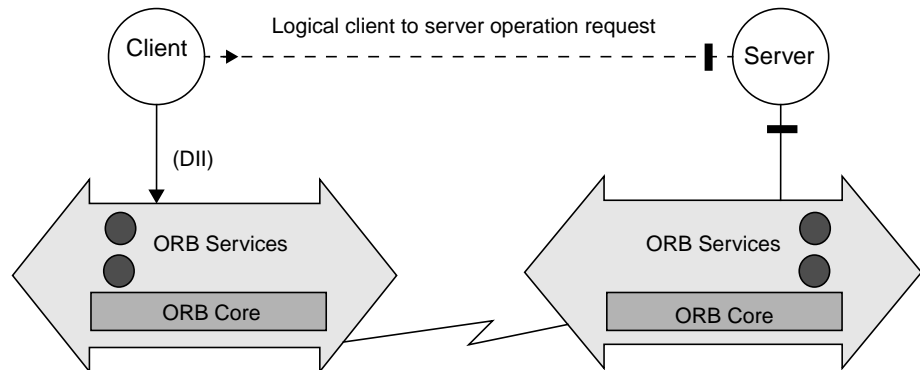 Logical client to server operation request
Client
Server
(DII)
ORB Services
ORB Services
ORB Core
ORB Core